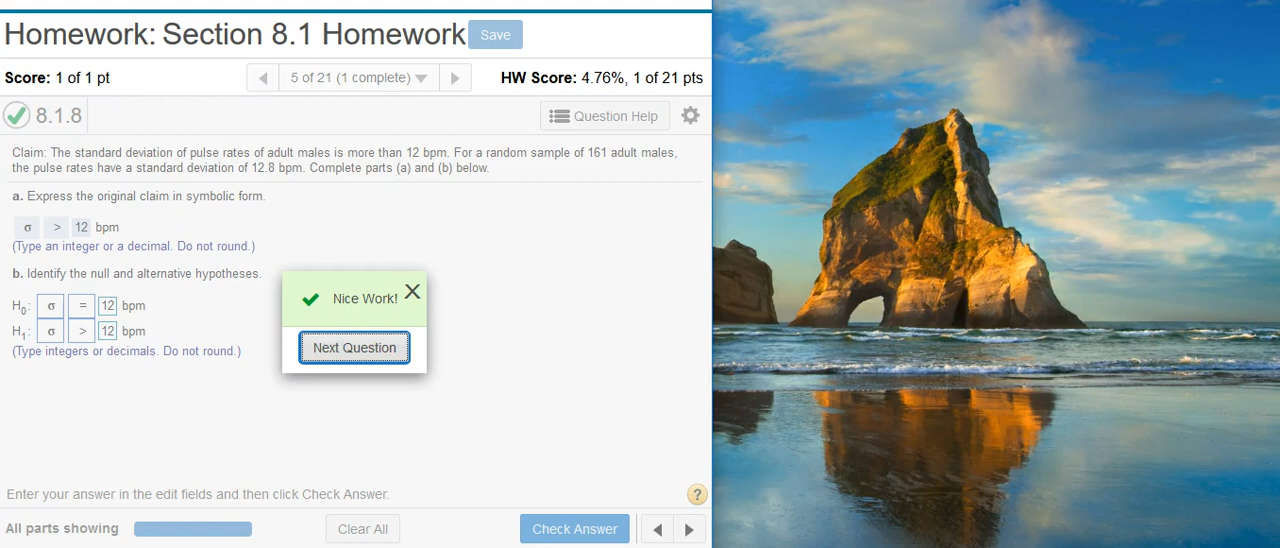 Homework: Section 8.1 Homework Save
Score: 1 of 1 pt 5 of 21 (1 complete) HW Score: 4.76%, 1 of 21 pts
8.1.8 Question Help
Claim: The standard deviation of pulse rates of adult males is more than 12 bpm. For a random sample of 161 adult males,
the pulse rates have a standard deviation of 12.8 bpm. Complete parts (a) and (b) below.
a. Express the original claim in symbolic form.
σ > 12 bpm
(Type an integer or a decimal. Do not round.)
b. Identify the null and alternative hypotheses.
H₀: σ = 12 bpm
H₁: σ > 12 bpm
(Type integers or decimals. Do not round.)
Nice Work!
Next Question
Enter your answer in the edit fields and then click Check Answer.
?
All parts showing Clear All Check Answer